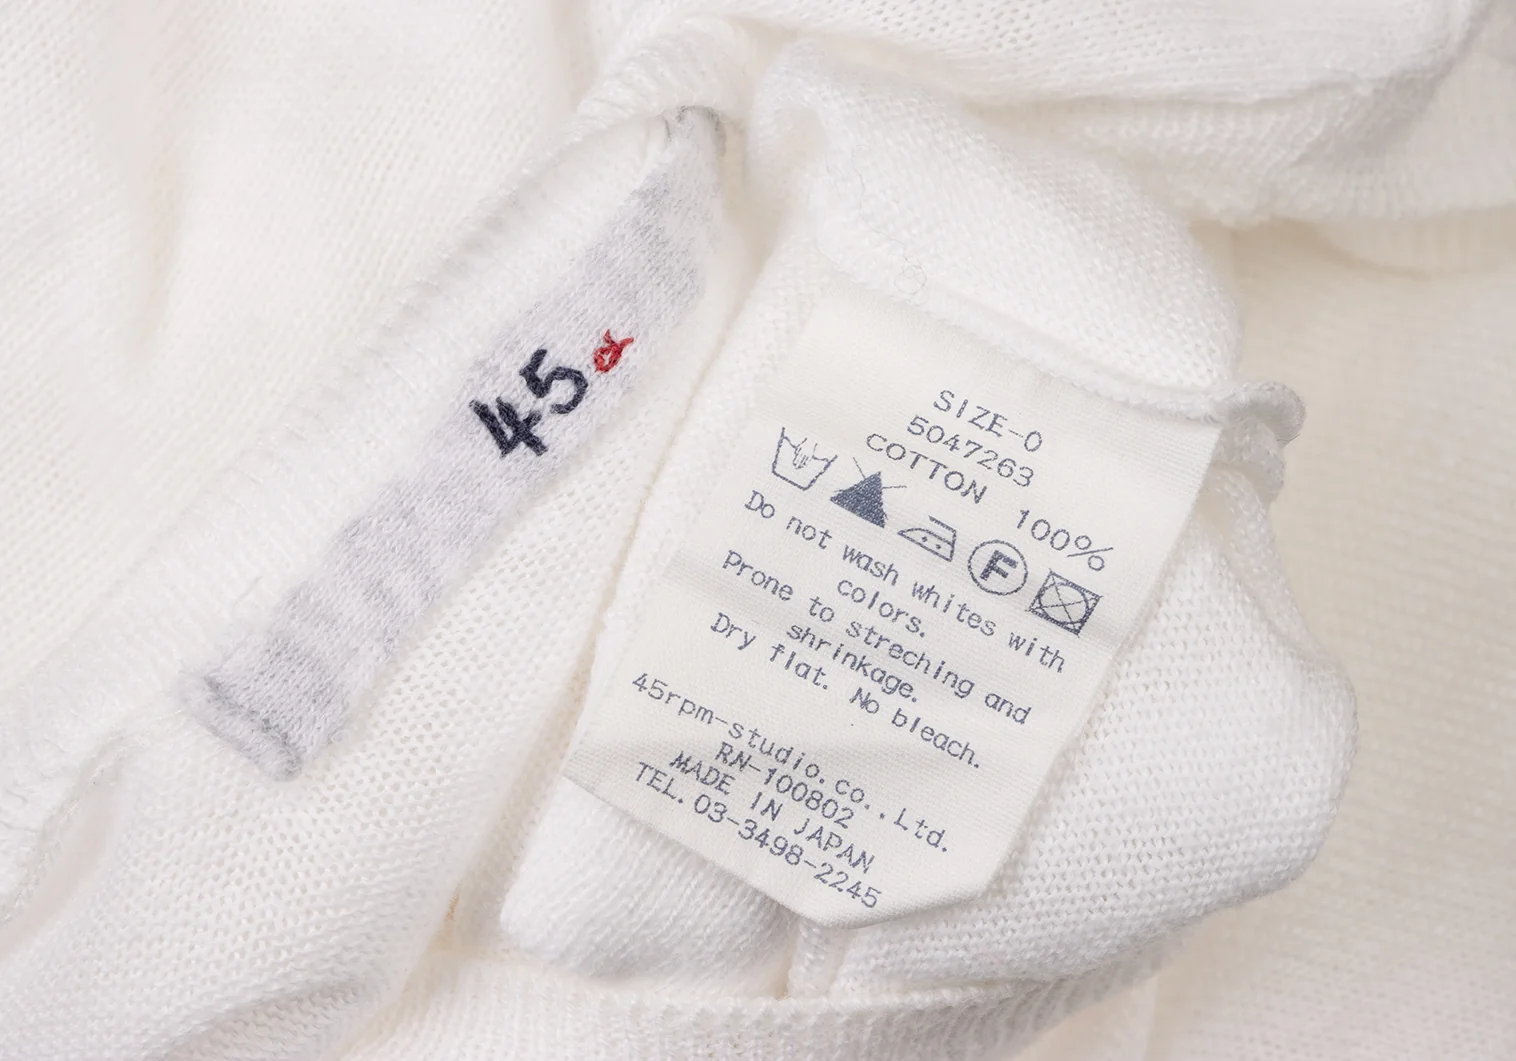 45
SIZE-0
5047263
COTTON 100%
F
Do not wash whites with
colors.
Prone to streching and
shrinkage.
Dry flat. No bleach.
45rpm-studio.co.,Ltd.
RN-100802
MADE IN JAPAN
TEL.03-3498-2245